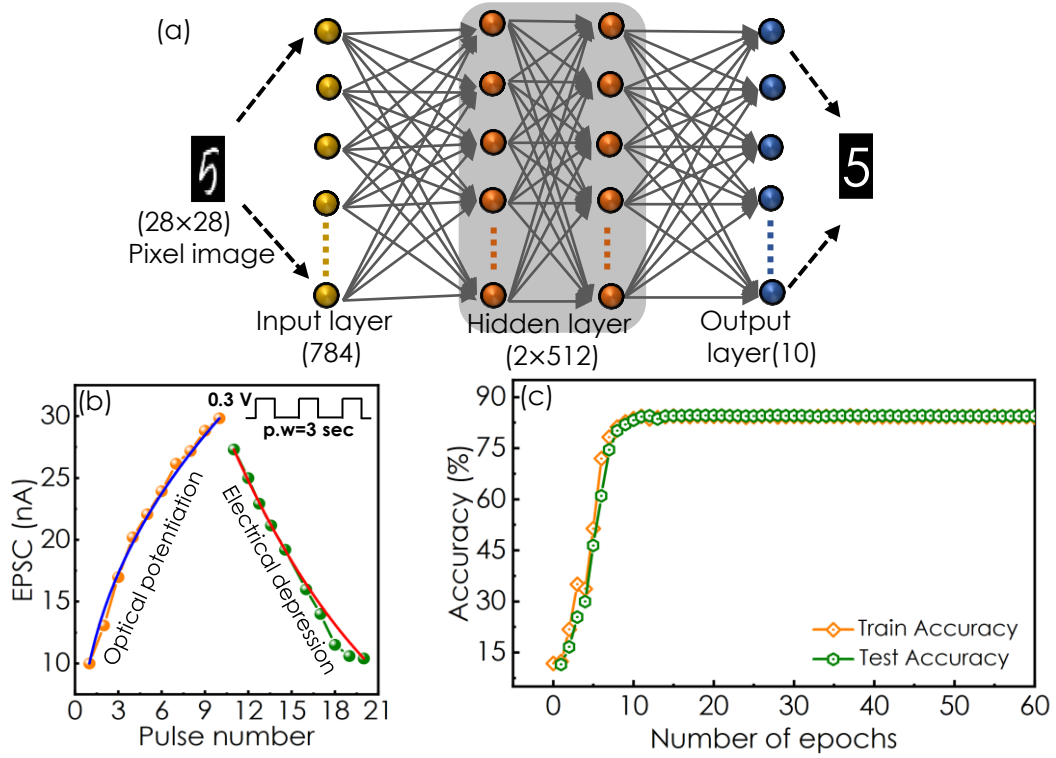 (a)
5
5
(28×28)
Pixel image
Input layer
(784)
Hidden layer
(2×512)
Output
layer(10)
(b)
0.3 V
p.w=3 sec
Optical potentiation
Electrical depression
EPSC (nA)
30
25
20
15
10
0 3 6 9 12 15 18 21
Pulse number
(c)
Accuracy (%)
90
75
60
45
30
15
Train Accuracy
Test Accuracy
0 10 20 30 40 50 60
Number of epochs